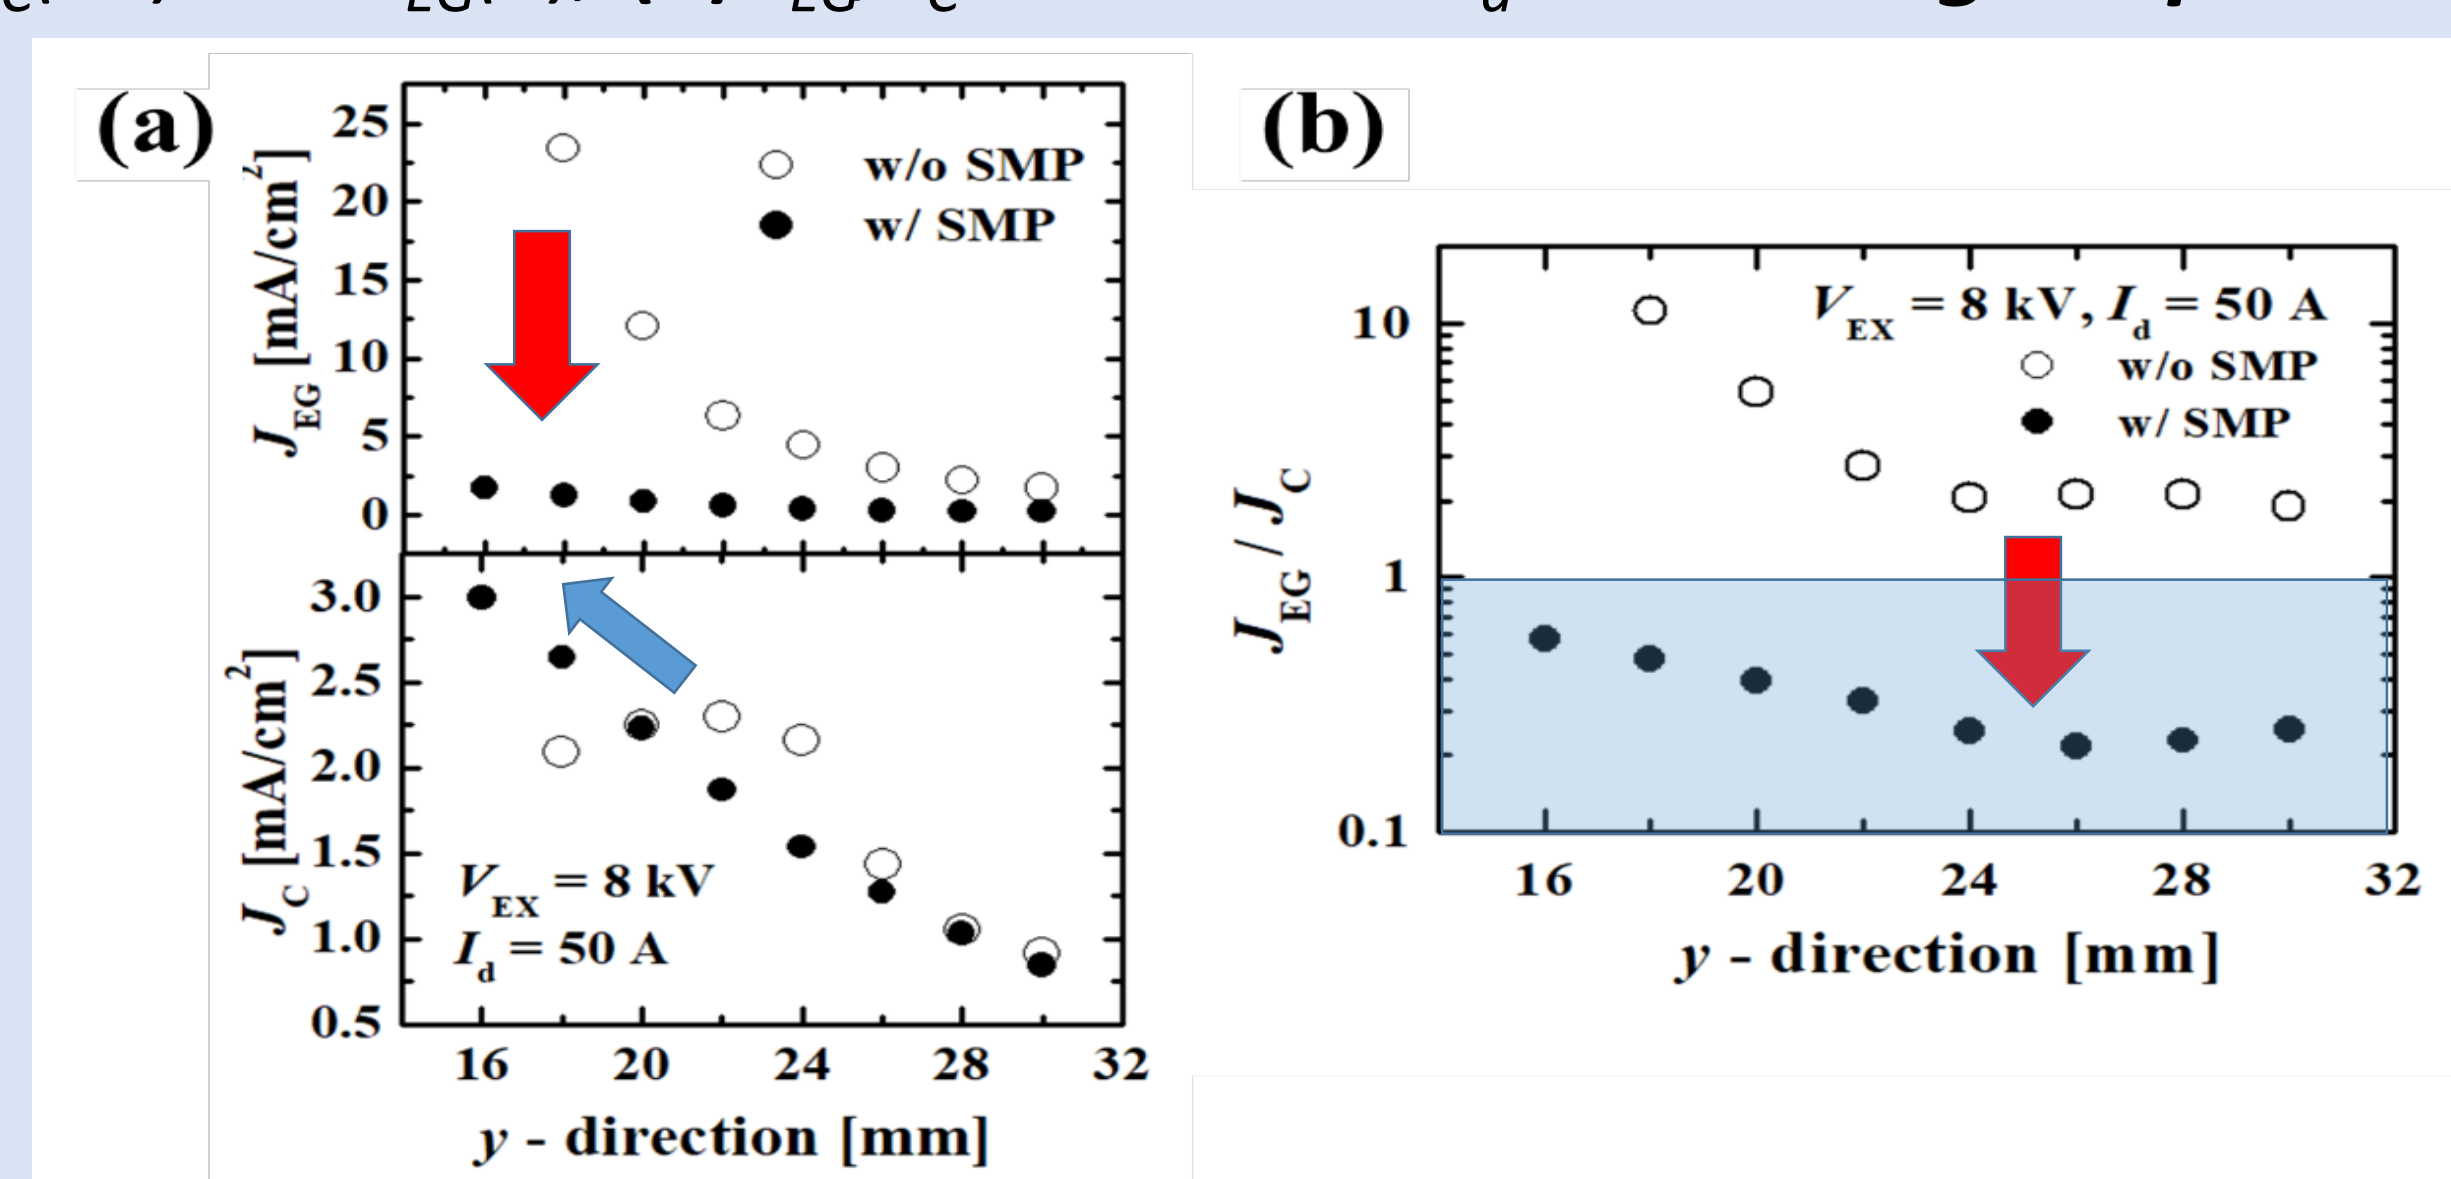 (a)
25
20
15
10
5
0
J_EG [mA/cm²]
w/o SMP
w/ SMP
3.0
2.5
2.0
1.5
1.0
0.5
J_C [mA/cm²]
V_EX = 8 kV
I_d = 50 A
16 20 24 28 32
y - direction [mm]
(b)
10
1
0.1
J_EG / J_C
V_EX = 8 kV, I_d = 50 A
w/o SMP
w/ SMP
16 20 24 28 32
y - direction [mm]